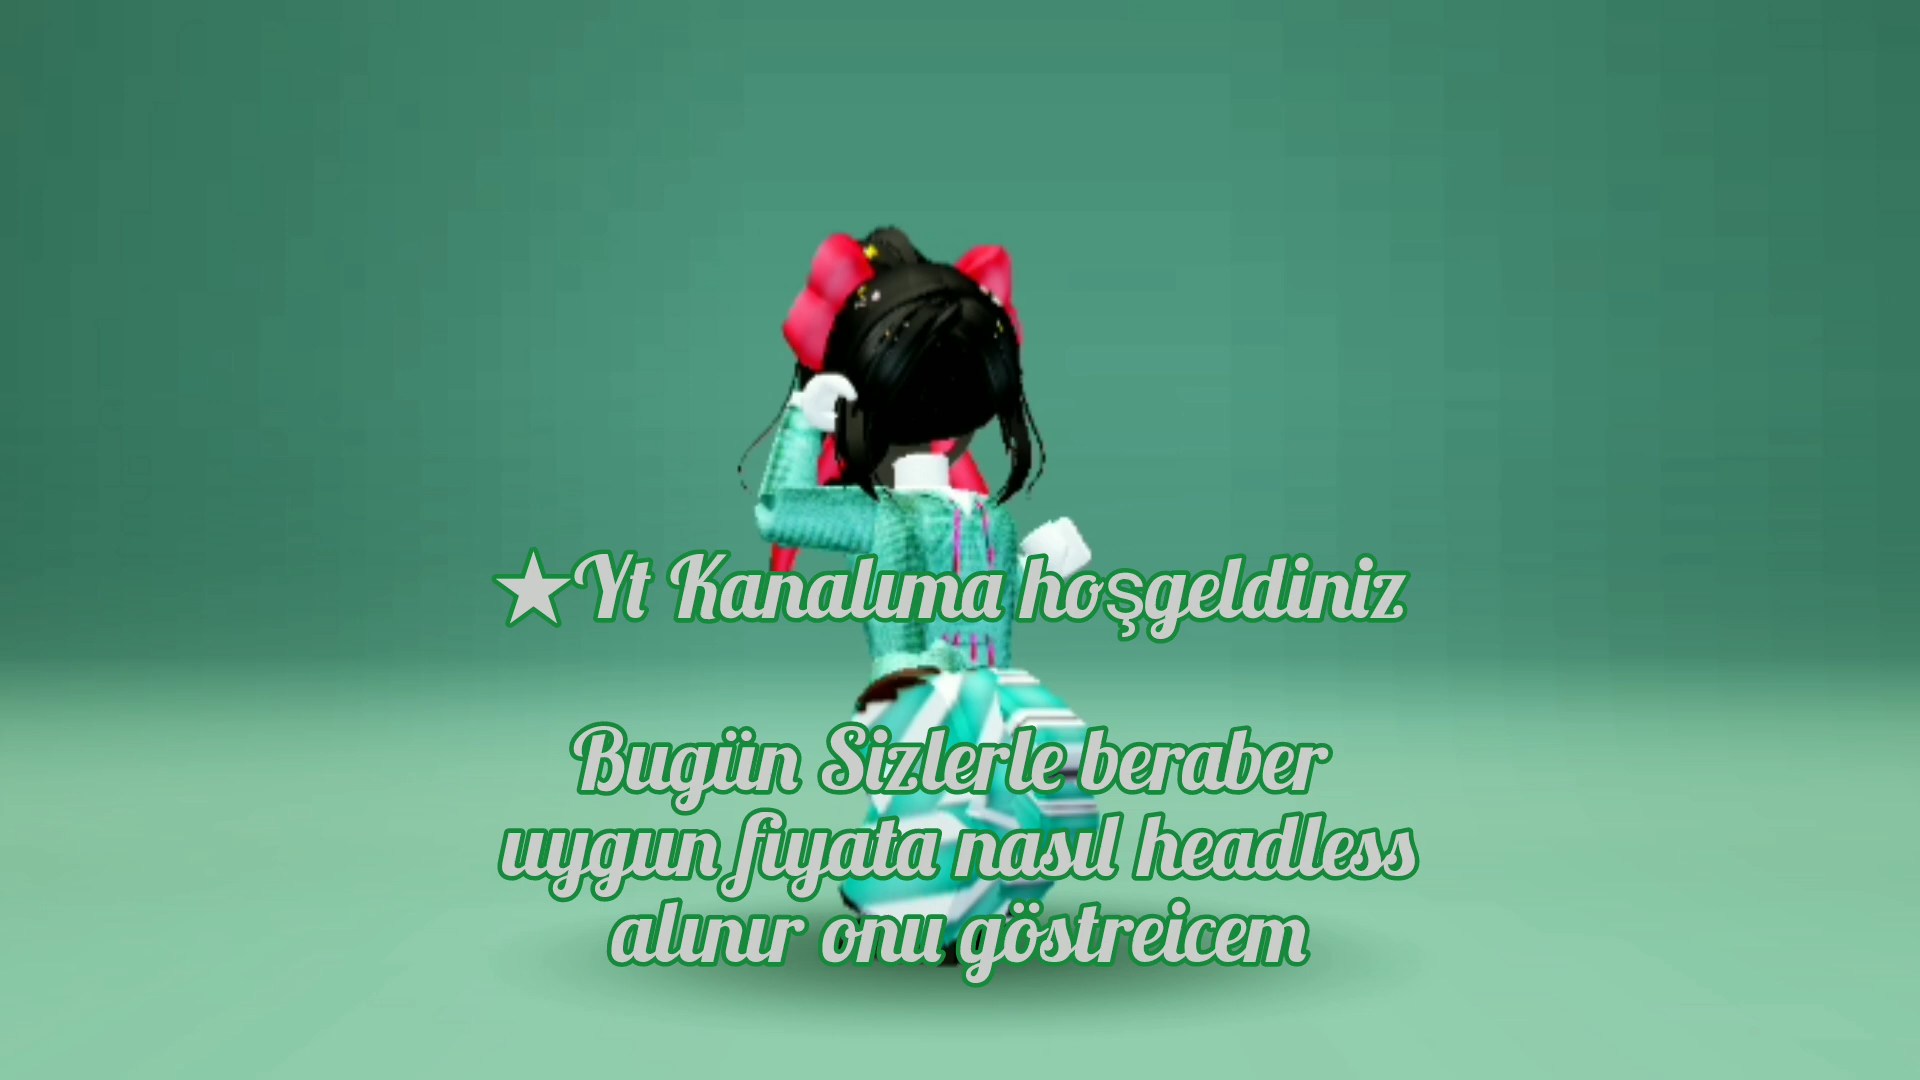 ★Yt Kanalıma hoşgeldiniz
Bugün Sizlerle beraber
uygun fiyata nasıl headless
alınır onu göstreicem